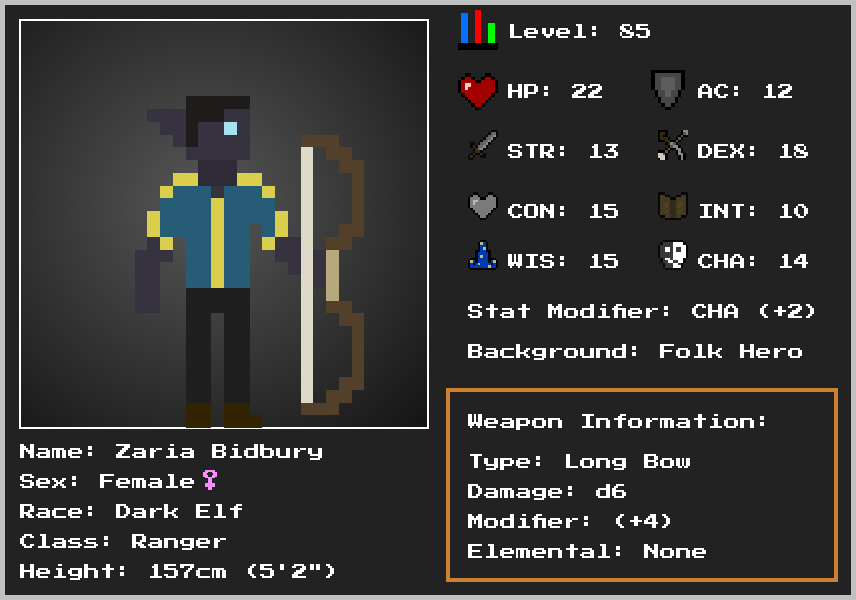 Level: 85
HP: 22 AC: 12
STR: 13 DEX: 18
CON: 15 INT: 10
WIS: 15 CHA: 14
Stat Modifier: CHA (+2)
Background: Folk Hero
Weapon Information:
Type: Long Bow
Damage: d6
Modifier: (+4)
Elemental: None
Name: Zaria Bidbury
Sex: Female♀
Race: Dark Elf
Class: Ranger
Height: 157cm (5'2")